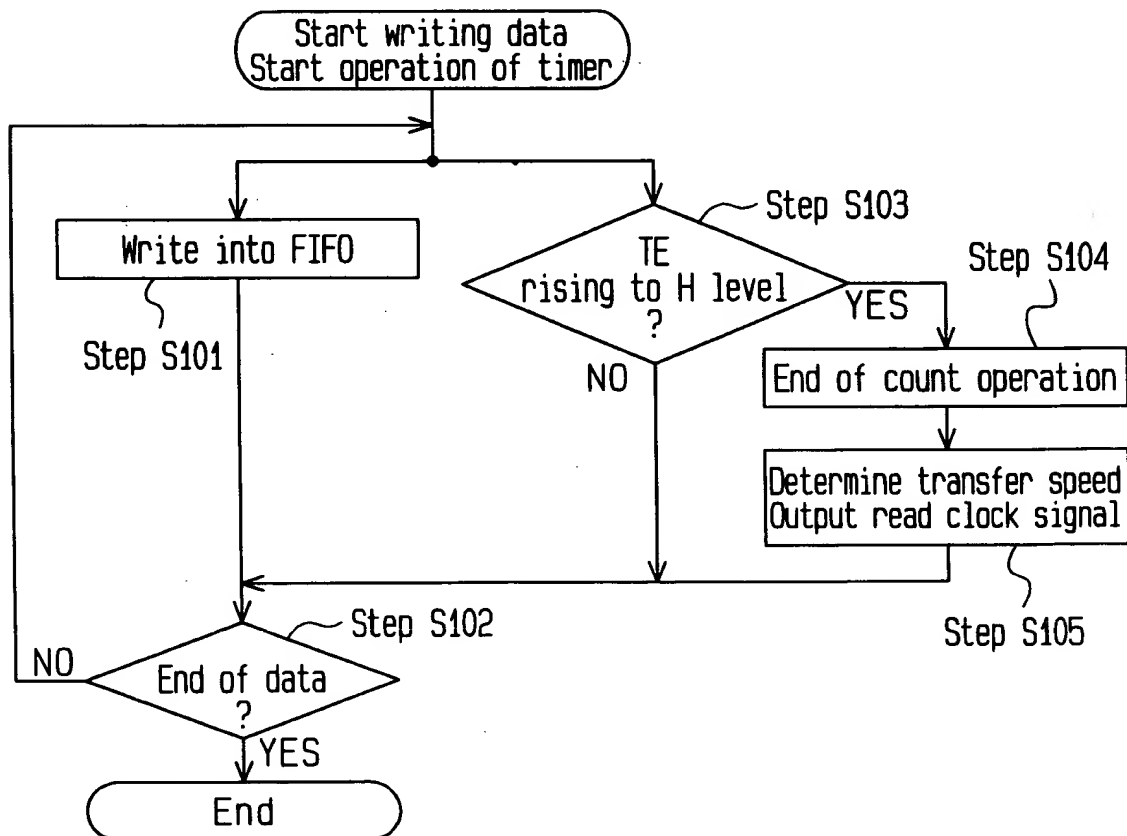 Start writing data
Start operation of timer
Step S103
Write into FIFO
TE
rising to H level
?
Step S104
YES
Step S101
NO
End of count operation
Determine transfer speed
Output read clock signal
Step S102
Step S105
NO
End of data
?
YES
End